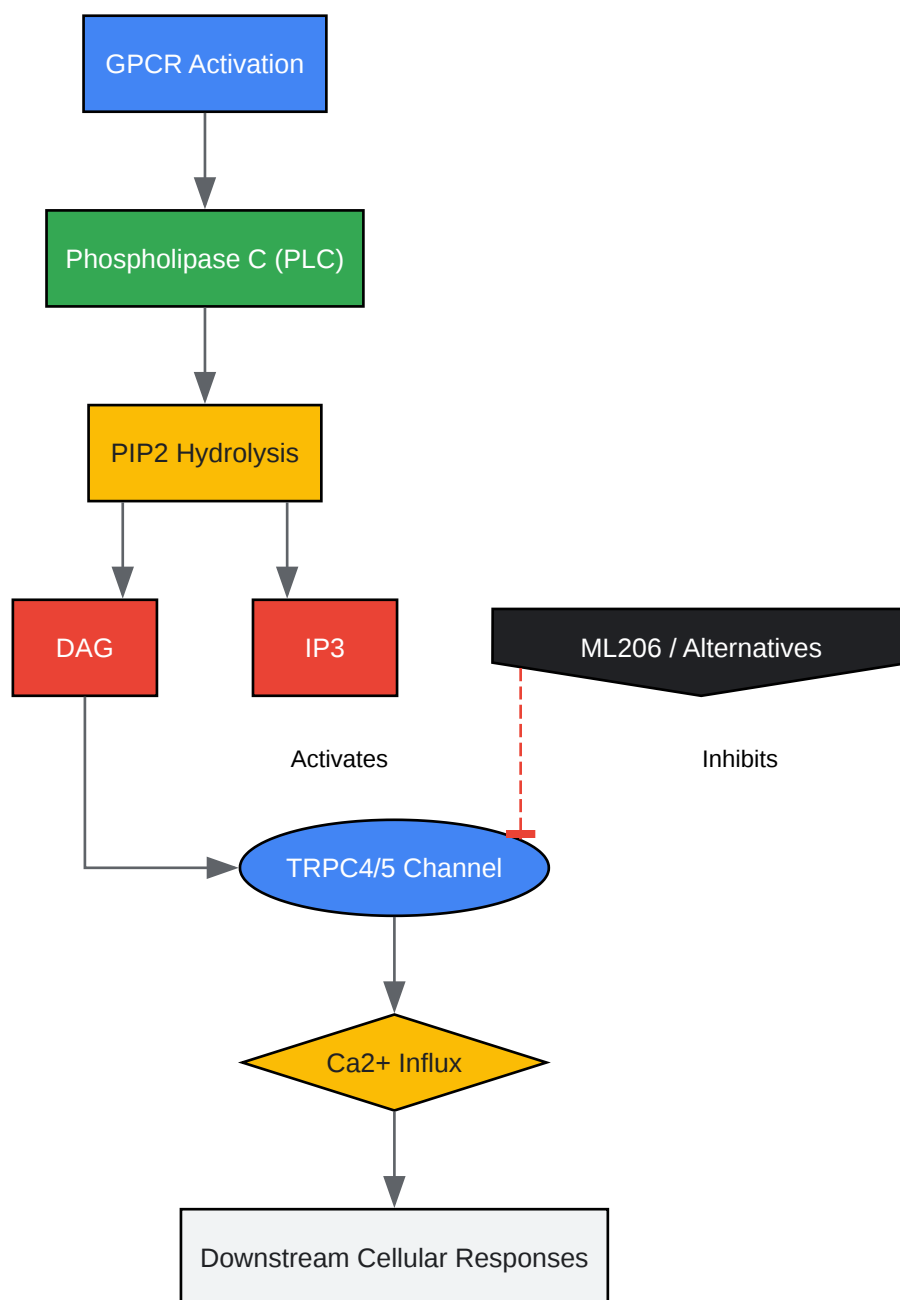 GPCR Activation
Phospholipase C (PLC)
PIP2 Hydrolysis
DAG
IP3
ML206 / Alternatives
Activates
Inhibits
TRPC4/5 Channel
Ca2+ Influx
Downstream Cellular Responses